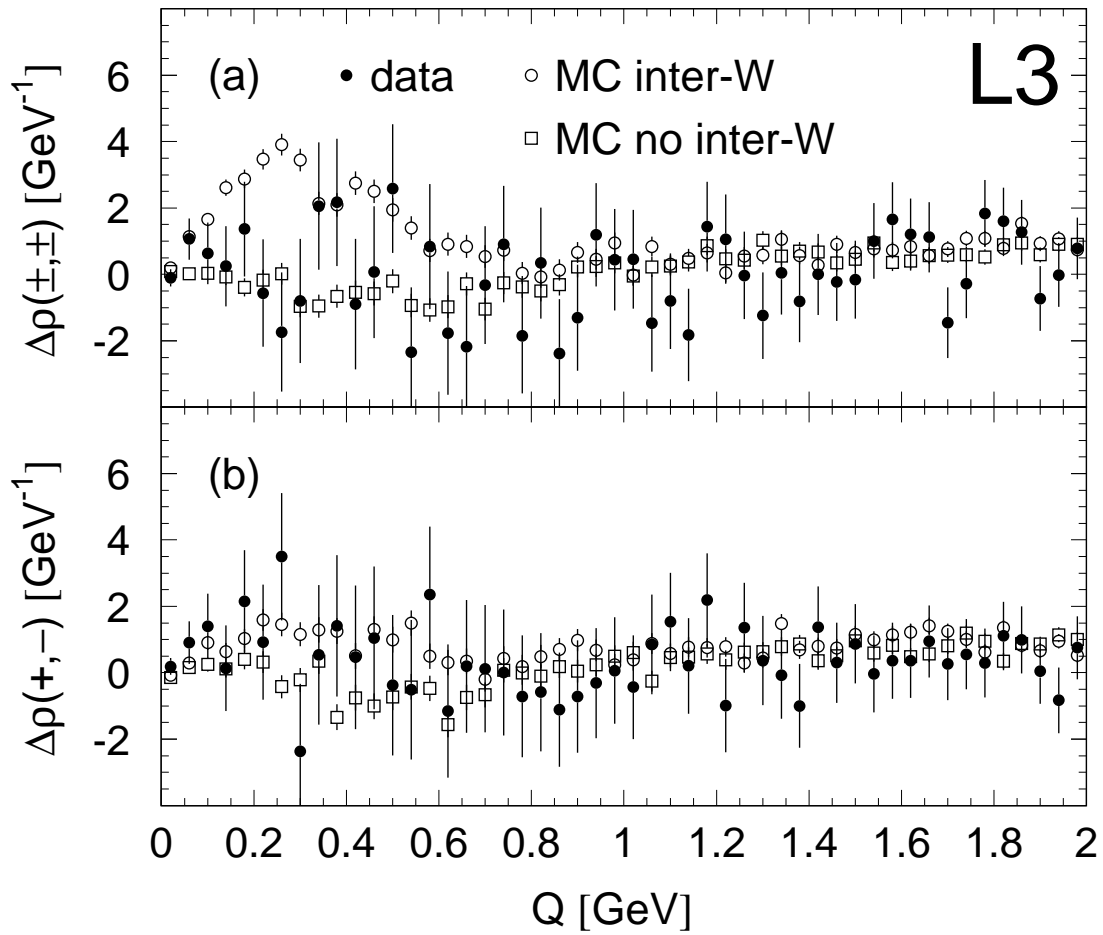 (a) data MC inter-W L3
MC no inter-W
6
4
2
0
-2
Δρ(±,±) [GeV⁻¹]
(b)
6
4
2
0
-2
Δρ(+,−) [GeV⁻¹]
0 0.2 0.4 0.6 0.8 1 1.2 1.4 1.6 1.8 2
Q [GeV]